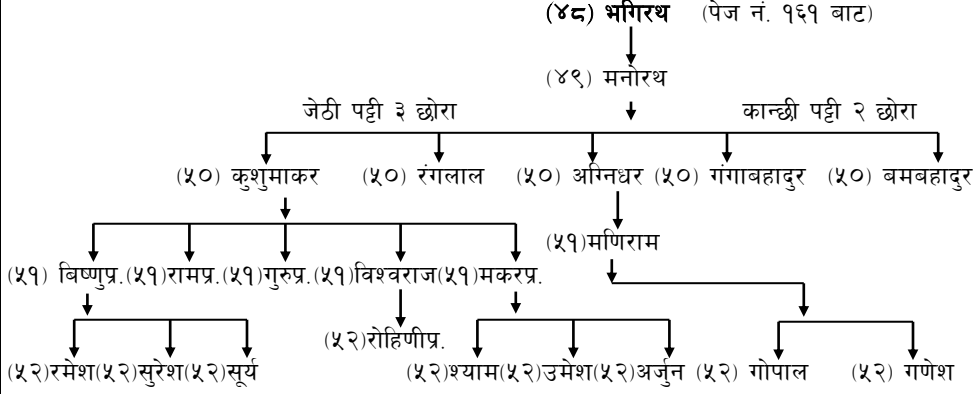 (४८) भगिरथ (पेज नं. १६१ बाट)
(४९) मनोरथ
जेठी पट्टी ३ छोरा कान्छी पट्टी २ छोरा
(५०) कुशुमाकर (५०) रंगलाल (५०) अग्निधर (५०) गंगाबहादुर (५०) बमबहादुर
(५१)मणिराम
(५१) बिष्णुप्र.(५१)रामप्र.(५१)गुरुप्र.(५१)विश्वराज(५१)मकरप्र.
(५२)रोहिणीप्र.
(५२)रमेश(५२)सुरेश(५२)सूर्य (५२)श्याम(५२)उमेश(५२)अर्जुन (५२) गोपाल (५२) गणेश